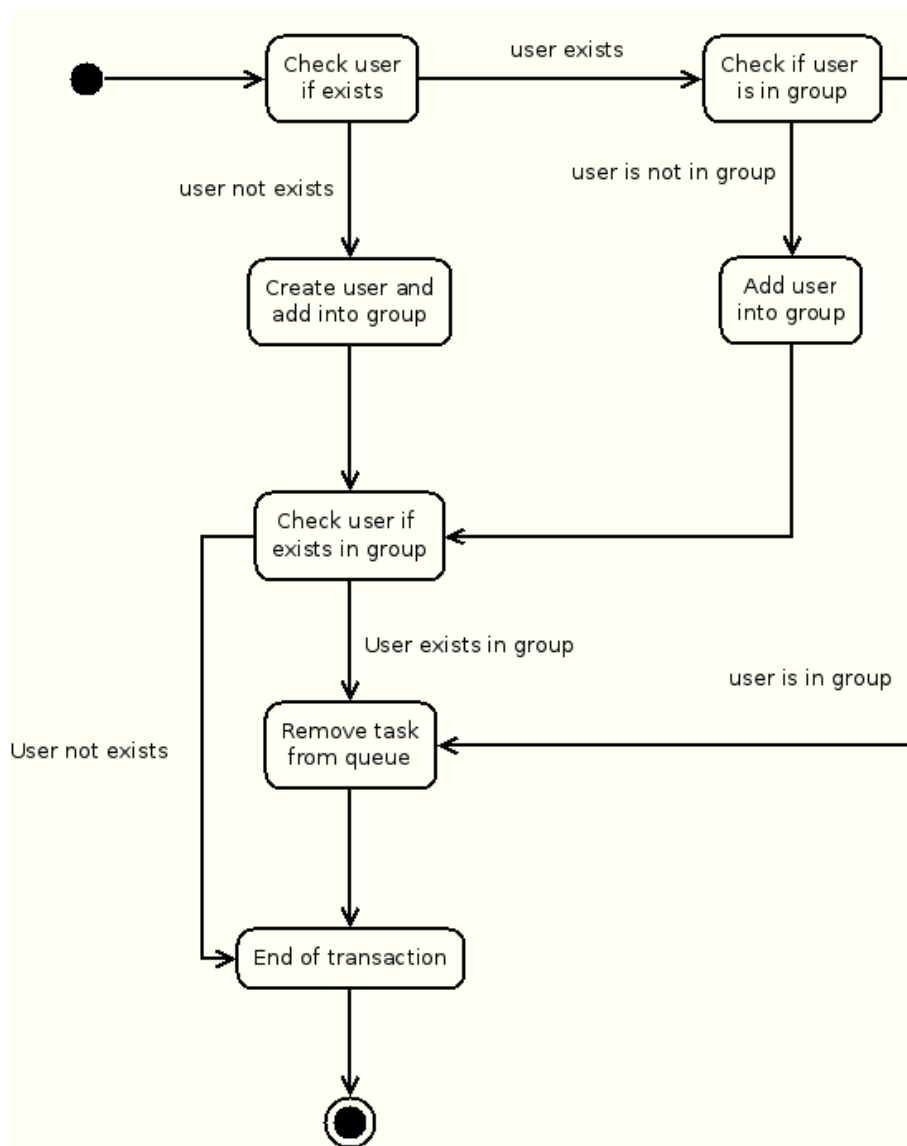 Check user
if exists
user exists
Check if user
is in group
user not exists
user is not in group
Create user and
add into group
Add user
into group
Check user if
exists in group
User exists in group
user is in group
Remove task
from queue
User not exists
End of transaction